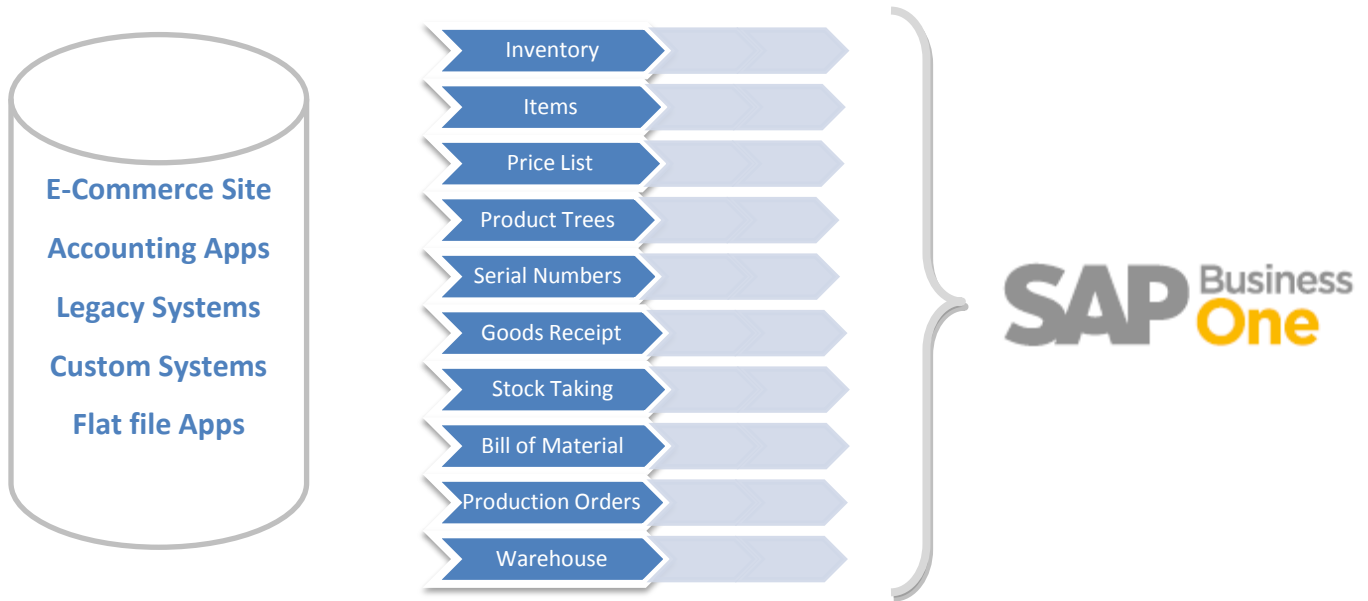 E-Commerce Site
Accounting Apps
Legacy Systems
Custom Systems
Flat file Apps
Inventory
Items
Price List
Product Trees
Serial Numbers
Goods Receipt
Stock Taking
Bill of Material
Production Orders
Warehouse
SAP Business
One